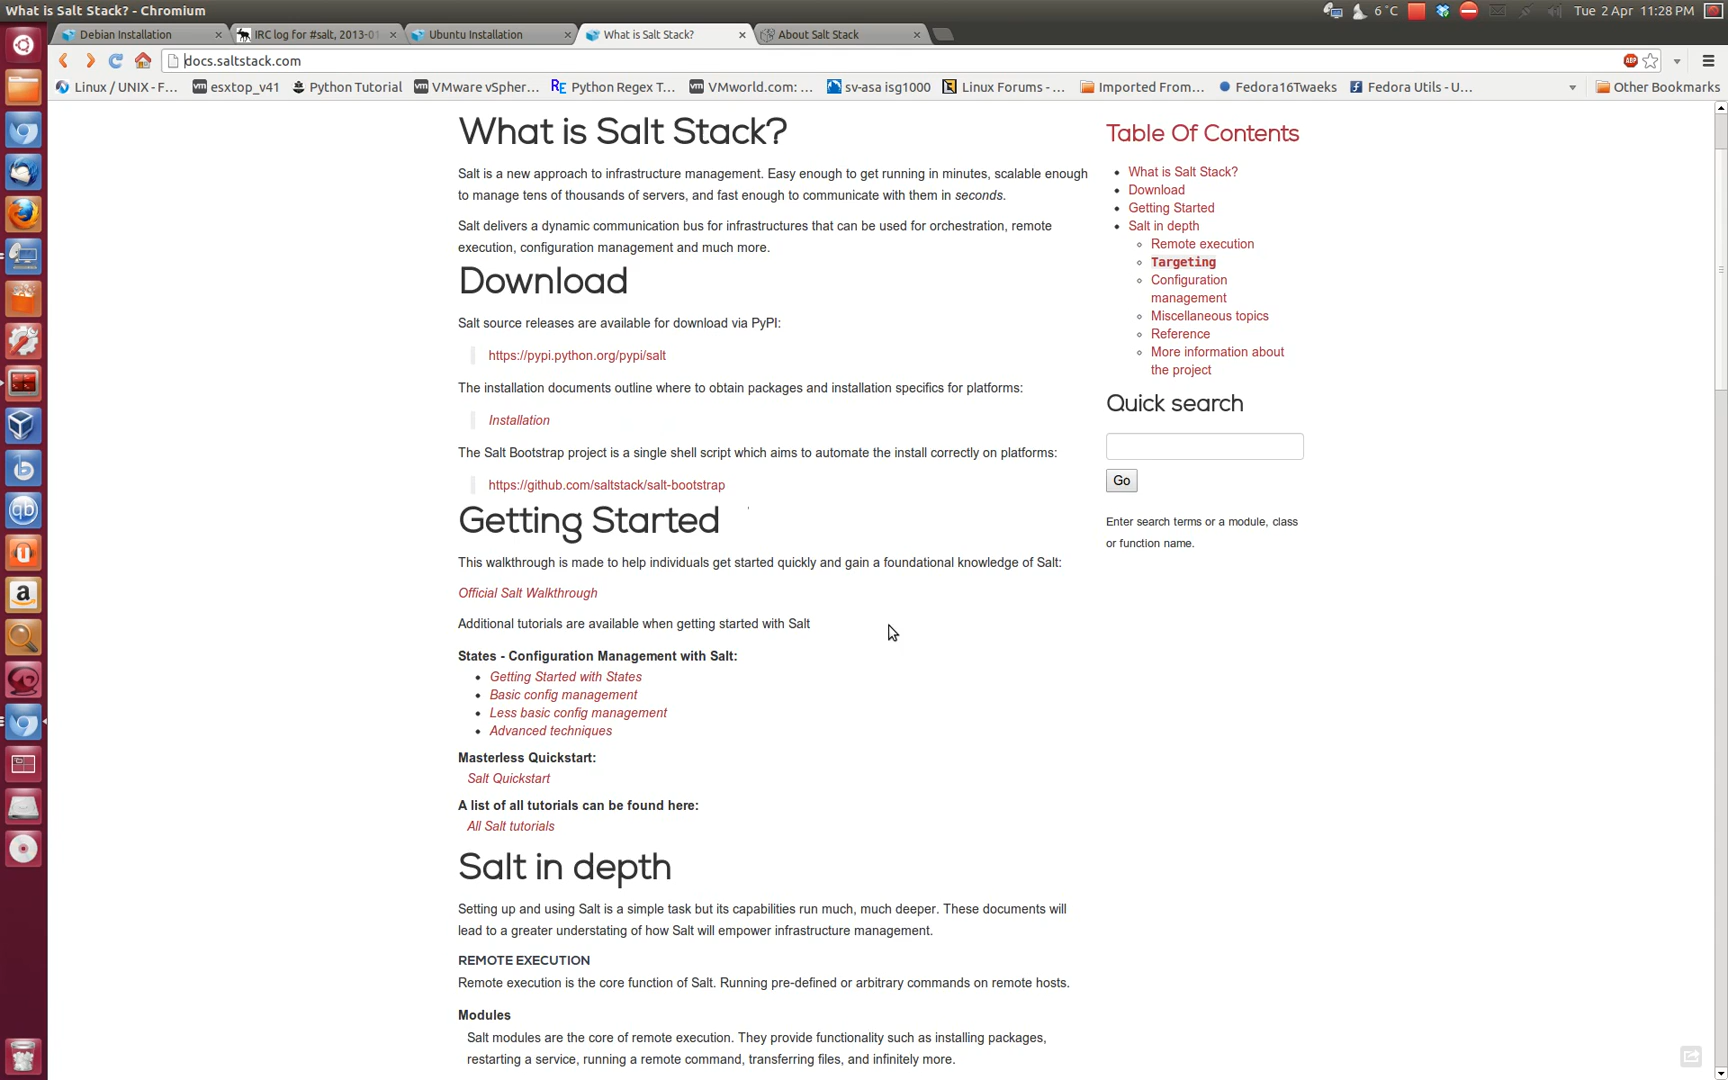 What is Salt Stack? - Chromium
6 °C
Tue 2 Apr 11:28 PM
Debian Installation
IRC log for #salt, 2013-01
Ubuntu Installation
What is Salt Stack?
About Salt Stack
docs.saltstack.com
ABP
Linux / UNIX - F...
esxtop_v41
Python Tutorial
VMware vSpher...
Python Regex T...
VMworld.com: ...
sv-asa isg1000
Linux Forums - ...
Imported From...
Fedora16Twaeks
Fedora Utils - U...
Other Bookmarks
What is Salt Stack?
Salt is a new approach to infrastructure management. Easy enough to get running in minutes, scalable enough
to manage tens of thousands of servers, and fast enough to communicate with them in seconds.
Salt delivers a dynamic communication bus for infrastructures that can be used for orchestration, remote
execution, configuration management and much more.
Download
Salt source releases are available for download via PyPI:
https://pypi.python.org/pypi/salt
The installation documents outline where to obtain packages and installation specifics for platforms:
Installation
The Salt Bootstrap project is a single shell script which aims to automate the install correctly on platforms:
https://github.com/saltstack/salt-bootstrap
Getting Started
This walkthrough is made to help individuals get started quickly and gain a foundational knowledge of Salt:
Official Salt Walkthrough
Additional tutorials are available when getting started with Salt
States - Configuration Management with Salt:
Getting Started with States
Basic config management
Less basic config management
Advanced techniques
Masterless Quickstart:
Salt Quickstart
A list of all tutorials can be found here:
All Salt tutorials
Salt in depth
Setting up and using Salt is a simple task but its capabilities run much, much deeper. These documents will
lead to a greater understating of how Salt will empower infrastructure management.
REMOTE EXECUTION
Remote execution is the core function of Salt. Running pre-defined or arbitrary commands on remote hosts.
Modules
Salt modules are the core of remote execution. They provide functionality such as installing packages,
restarting a service, running a remote command, transferring files, and infinitely more.
Table Of Contents
What is Salt Stack?
Download
Getting Started
Salt in depth
Remote execution
Targeting
Configuration
management
Miscellaneous topics
Reference
More information about
the project
Quick search
Go
Enter search terms or a module, class
or function name.